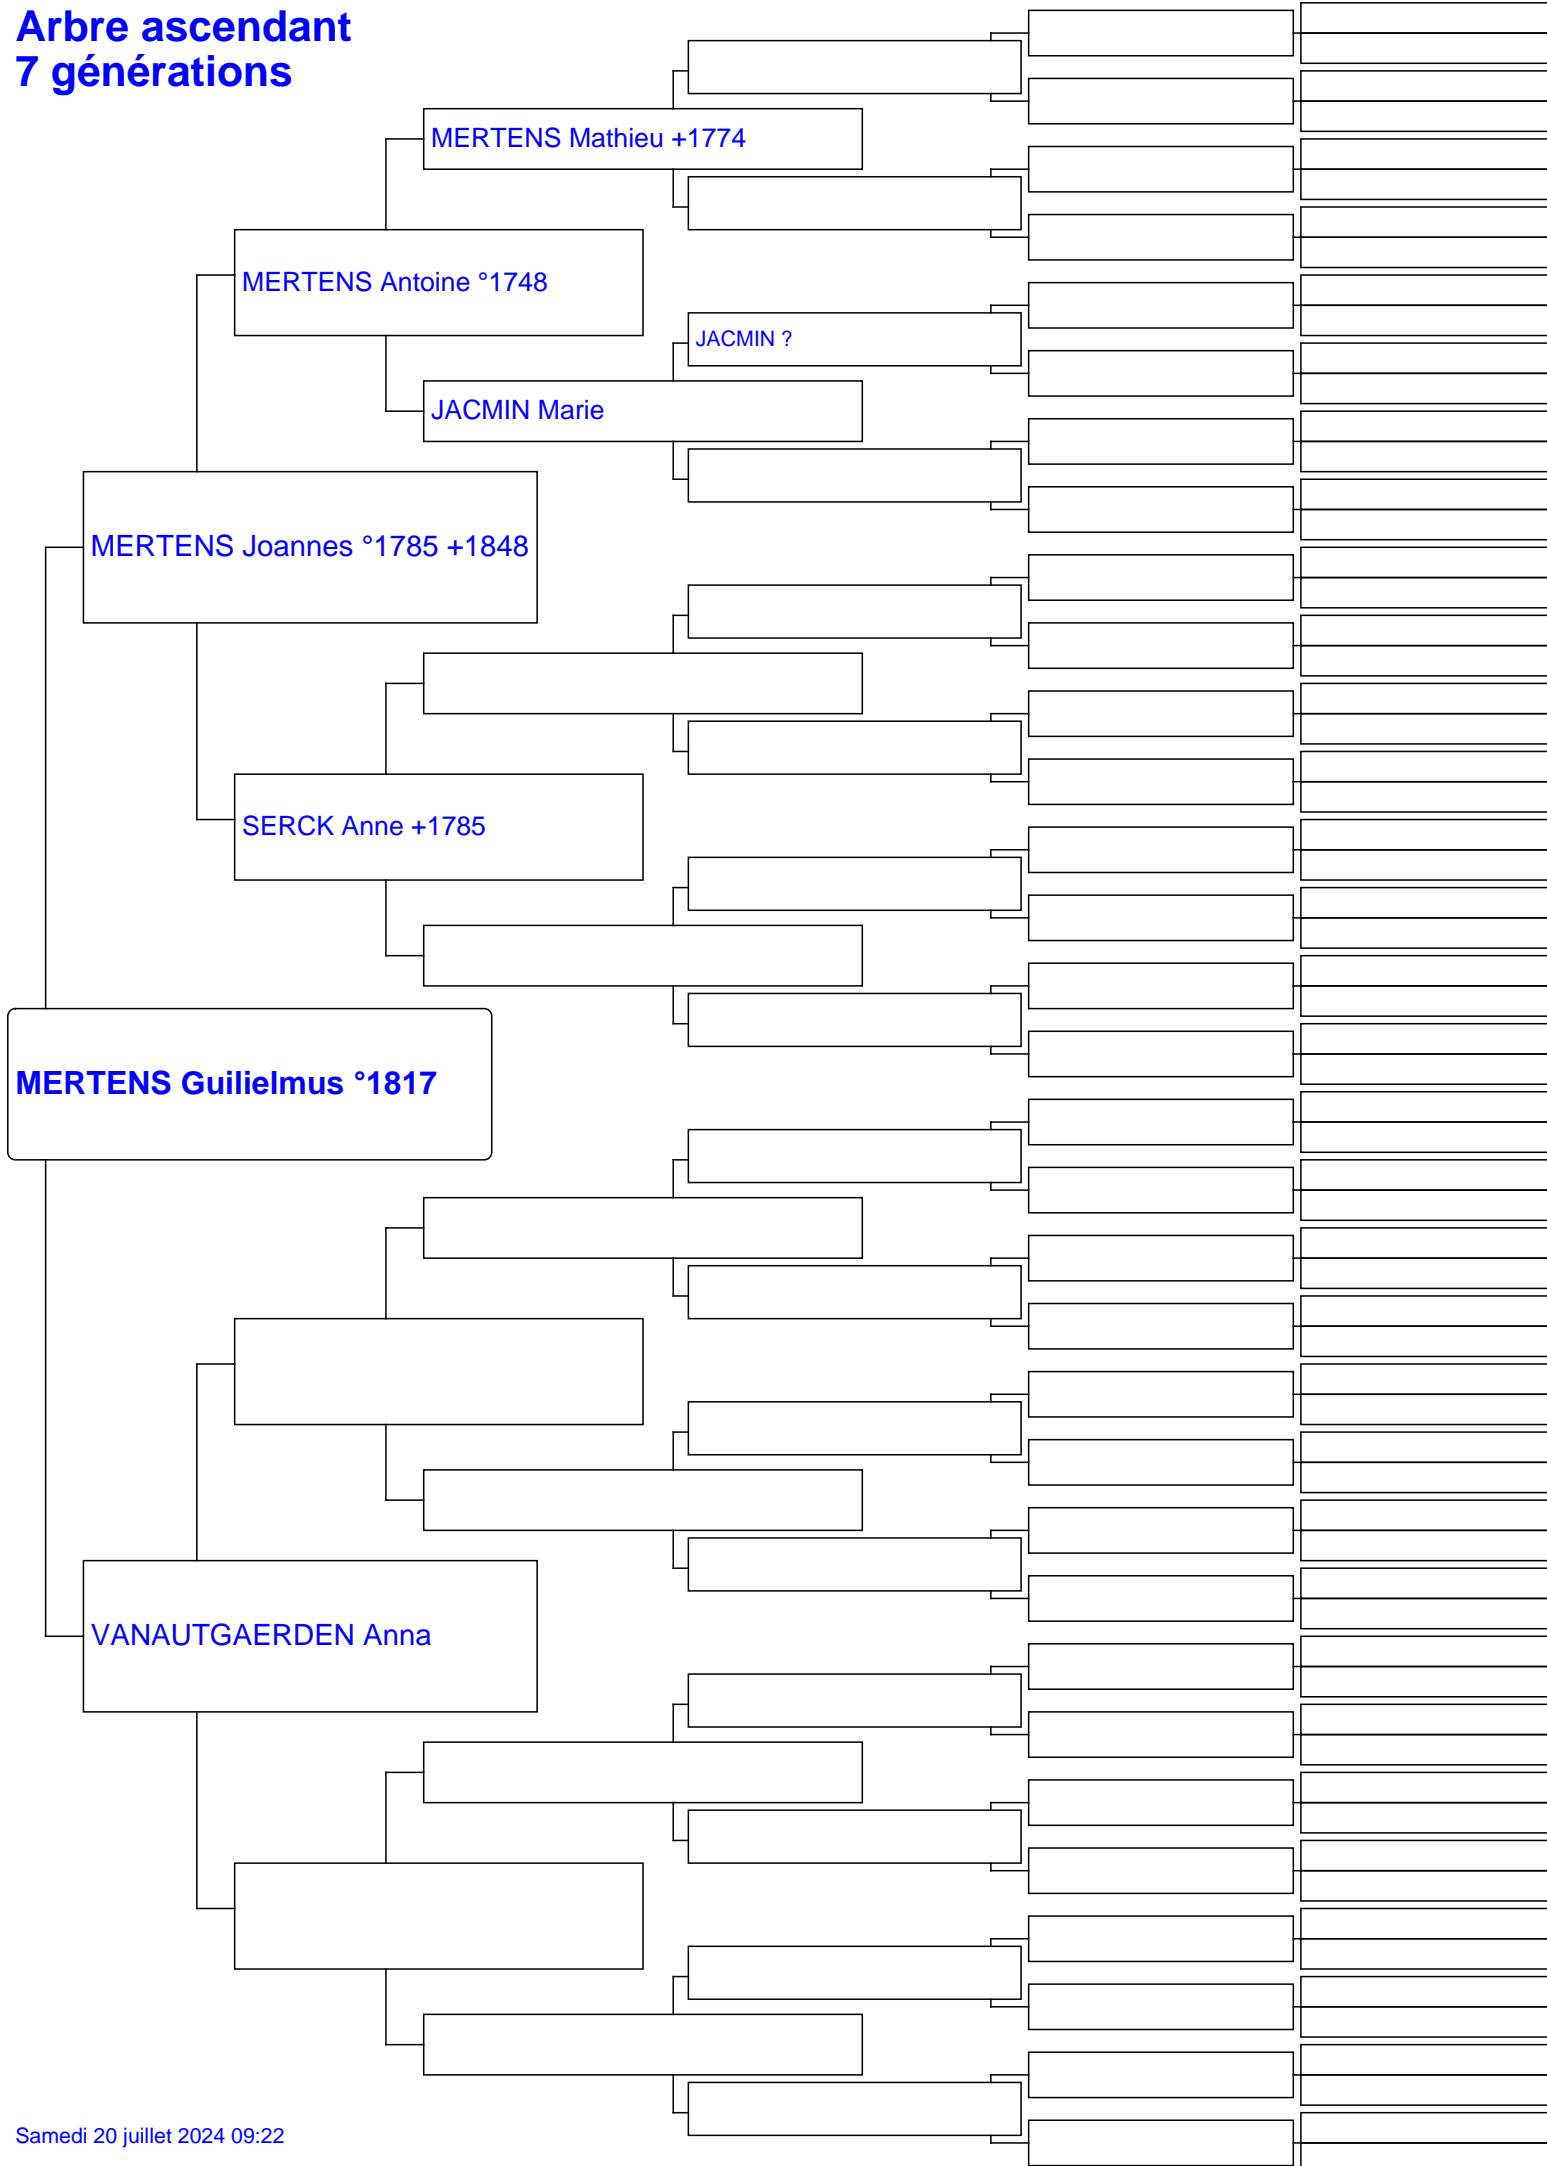 Arbre ascendant
7 générations
MERTENS Mathieu +1774
MERTENS Antoine °1748
JACMIN ?
JACMIN Marie
MERTENS Joannes °1785 +1848
SERCK Anne +1785
MERTENS Guilielmus °1817
VANAUTGAERDEN Anna
Samedi 20 juillet 2024 09:22